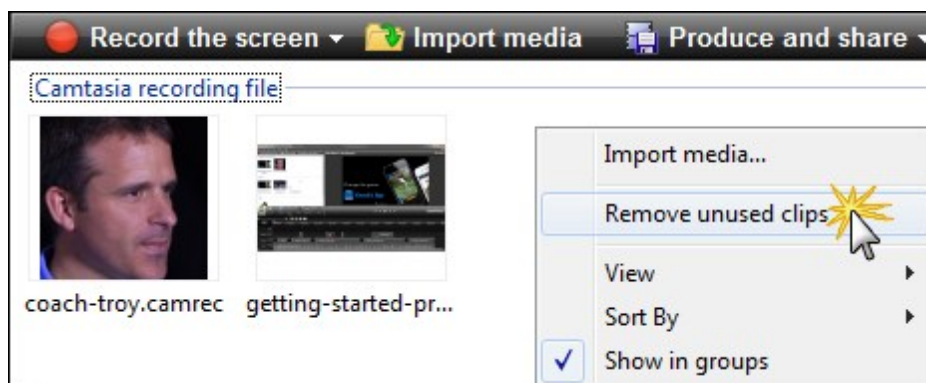 Record the screen Import media Produce and share
Camtasia recording file
Import media...
Remove unused clips
View
Sort By
Show in groups
coach-troy.camrec getting-started-pr...